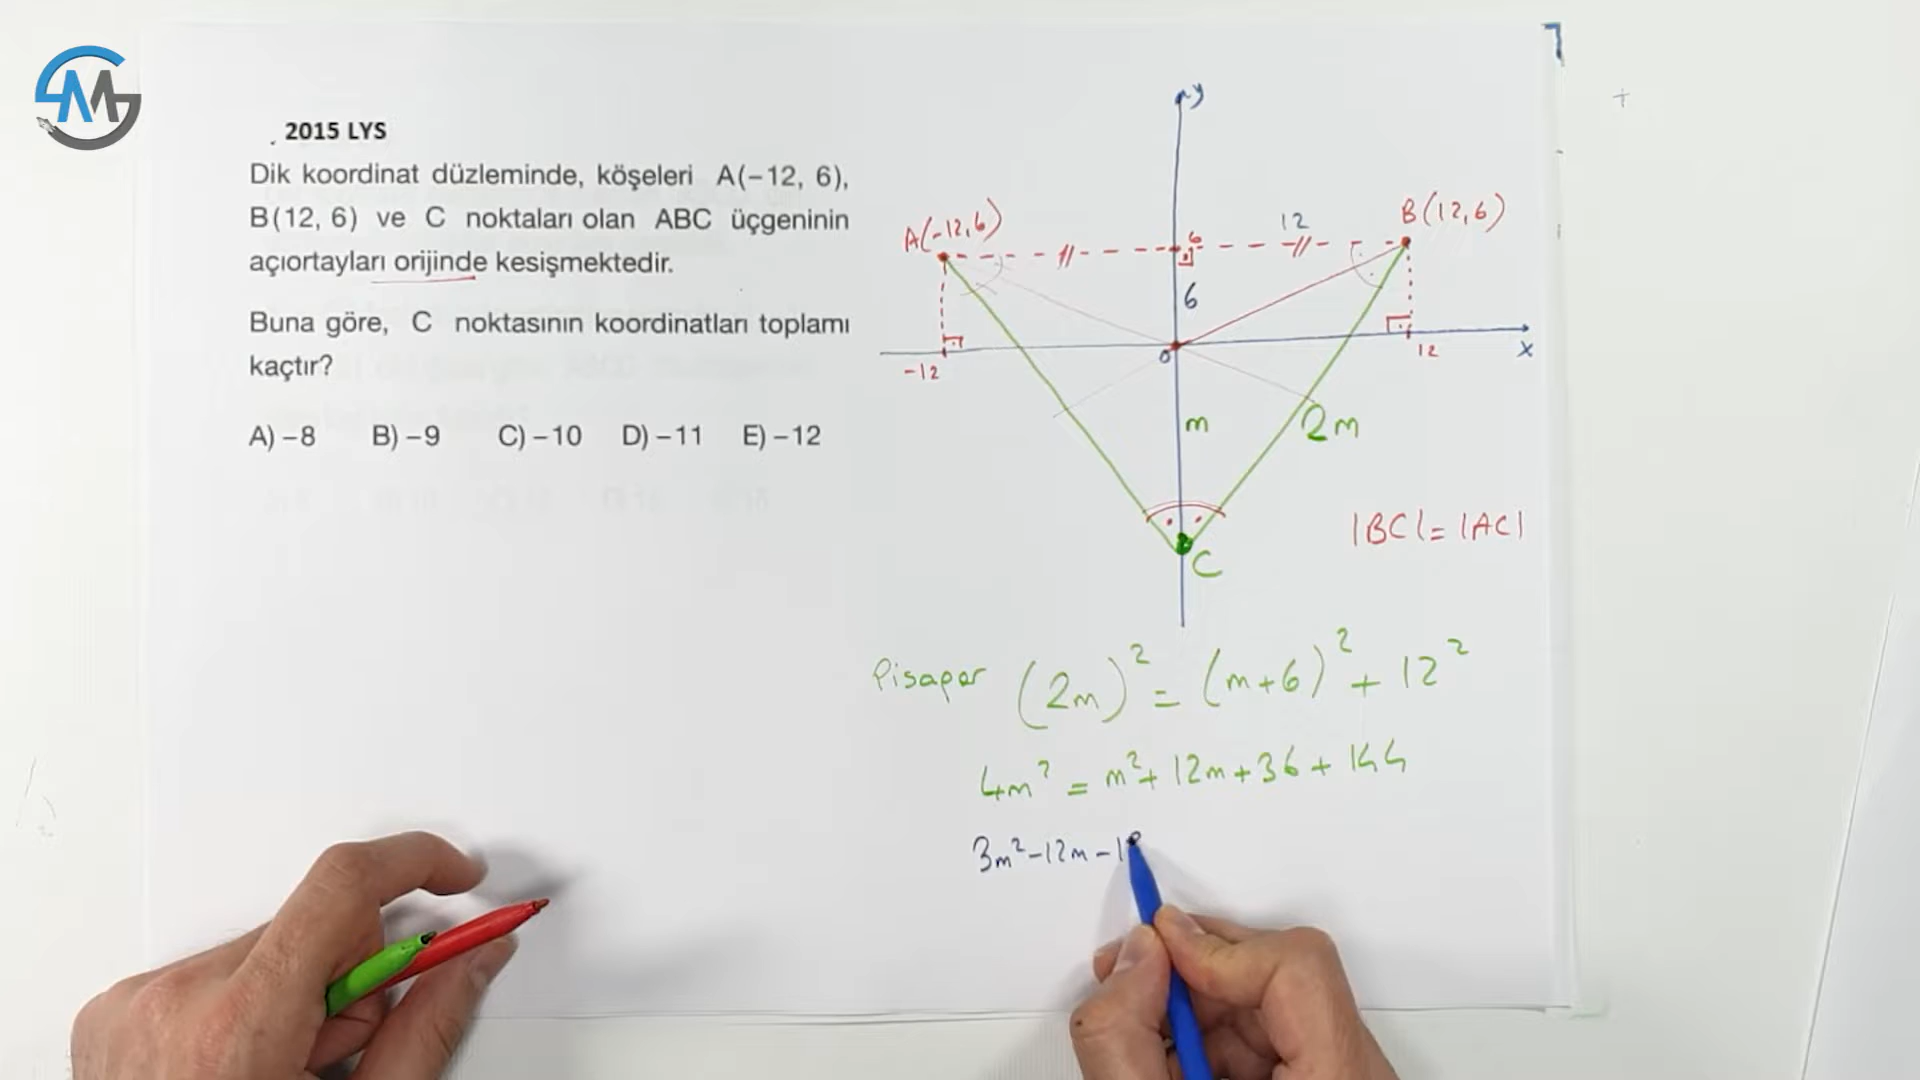 2015 LYS
Dik koordinat düzleminde, köşeleri A(−12, 6),
B(12, 6) ve C noktaları olan ABC üçgeninin
açıortayları orijinde kesişmektedir.
Buna göre, C noktasının koordinatları toplamı
kaçtır?
A) −8 B) −9 C) −10 D) −11 E) −12
y
A(-12,6)
6
12
B(12,6)
6
0
-12
12
x
m
2m
C
|BC| = |AC|
Pisagor (2m)² = (m+6)² + 12²
4m² = m² + 12m + 36 + 144
3m² - 12m - 18